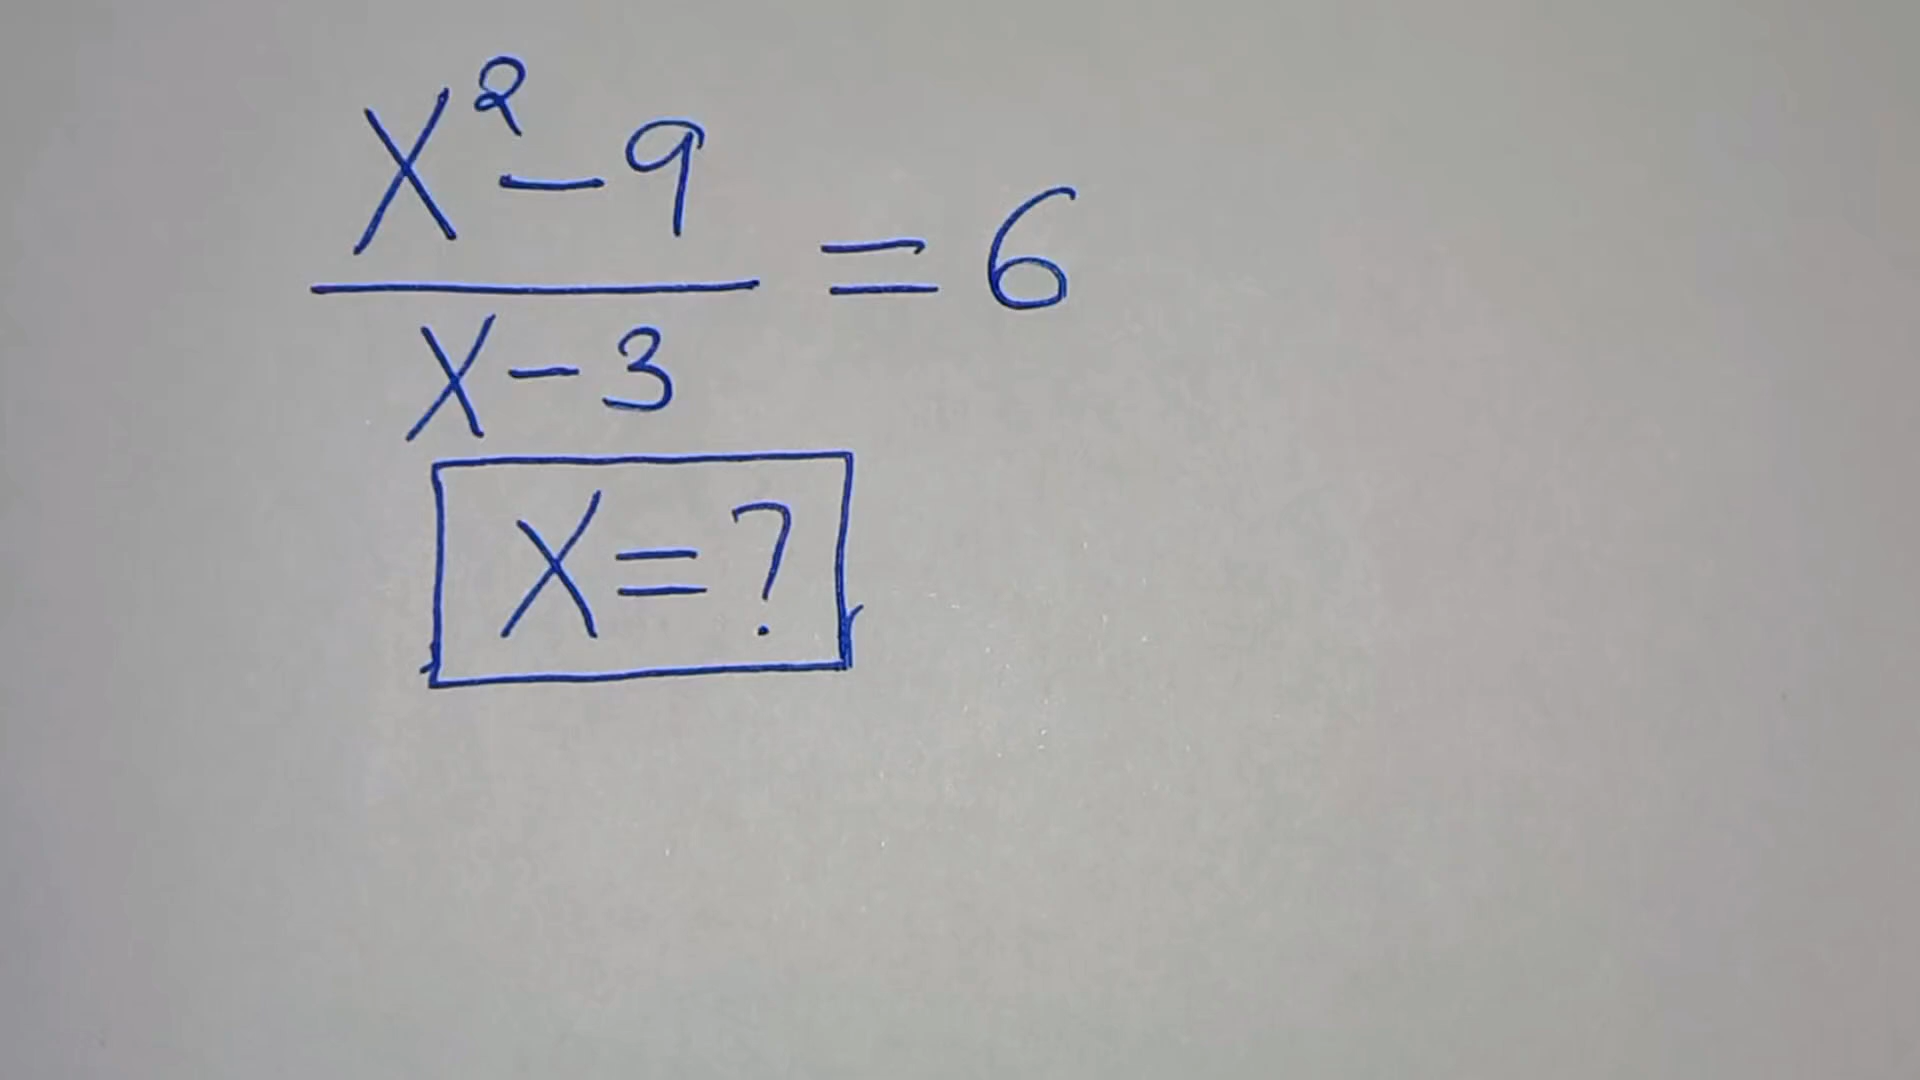 X² - 9
X - 3
= 6
X = ?